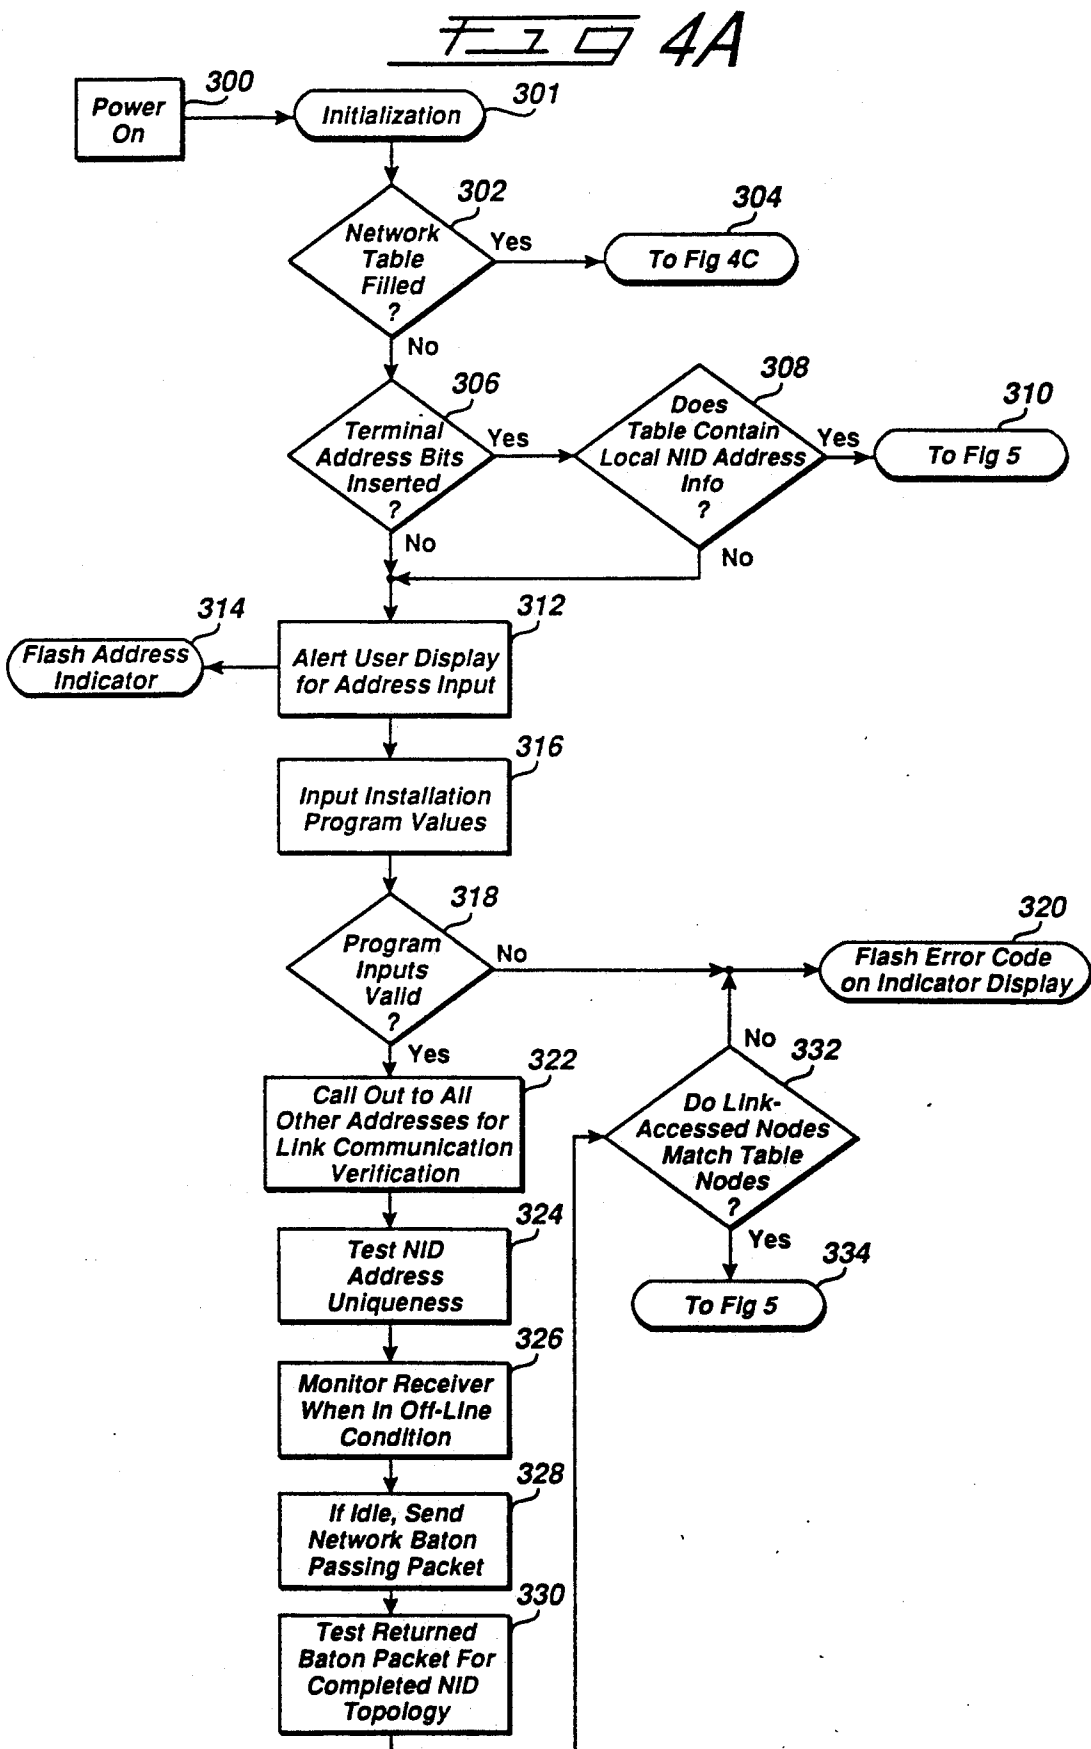 Fig 4A
300
Power
On
301
Initialization
302
Network
Table
Filled
?
Yes
304
To Fig 4C
No
306
Terminal
Address Bits
Inserted
?
Yes
308
Does
Table Contain
Local NID Address
Info
?
Yes
310
To Fig 5
No
No
312
Alert User Display
for Address Input
314
Flash Address
Indicator
316
Input Installation
Program Values
318
Program
Inputs
Valid
?
No
320
Flash Error Code
on Indicator Display
Yes
322
Call Out to All
Other Addresses for
Link Communication
Verification
No
332
Do Link-
Accessed Nodes
Match Table
Nodes
?
Yes
334
To Fig 5
324
Test NID
Address
Uniqueness
326
Monitor Receiver
When in Off-Line
Condition
328
If Idle, Send
Network Baton
Passing Packet
330
Test Returned
Baton Packet For
Completed NID
Topology